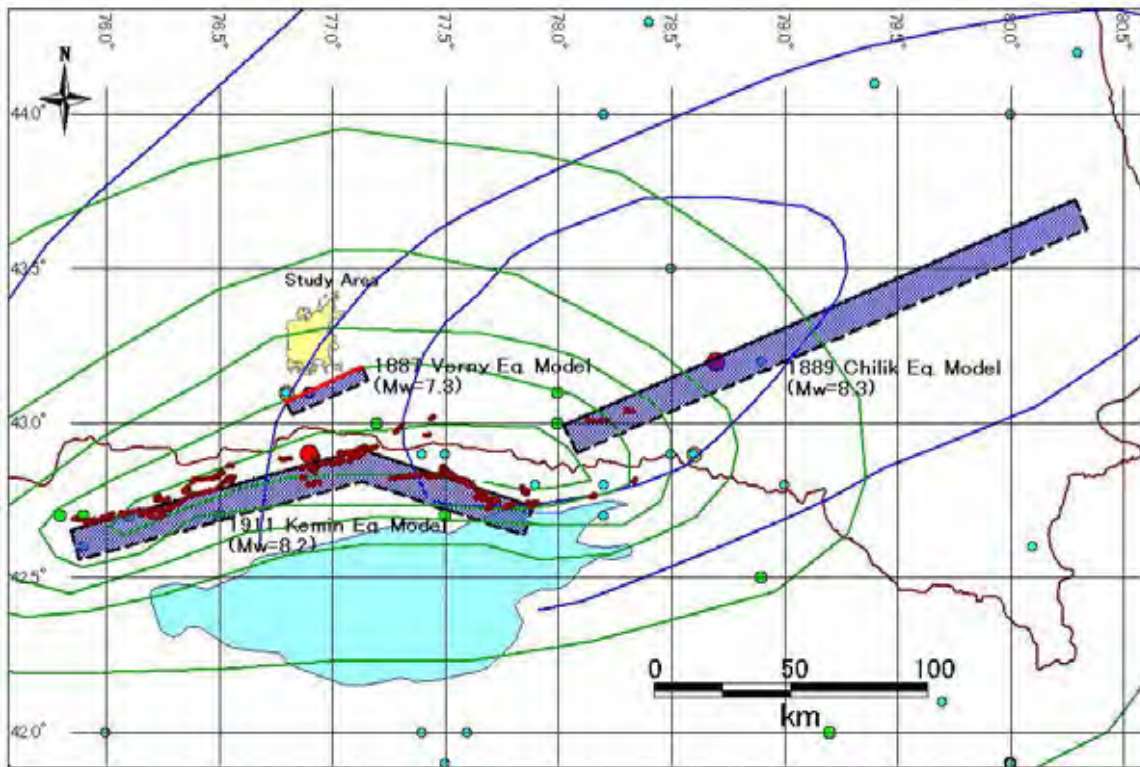 76.0° 76.5° 77.0° 77.5° 78.0° 78.5° 79.0° 79.5° 80.0° 80.5°
N
44.0°
43.5°
Study Area
1887 Verny Eq. Model
(Mw=7.3)
1889 Chilik Eq. Model
(Mw=8.3)
43.0°
1911 Kemin Eq. Model
(Mw=8.2)
42.5°
0 50 100
km
42.0°